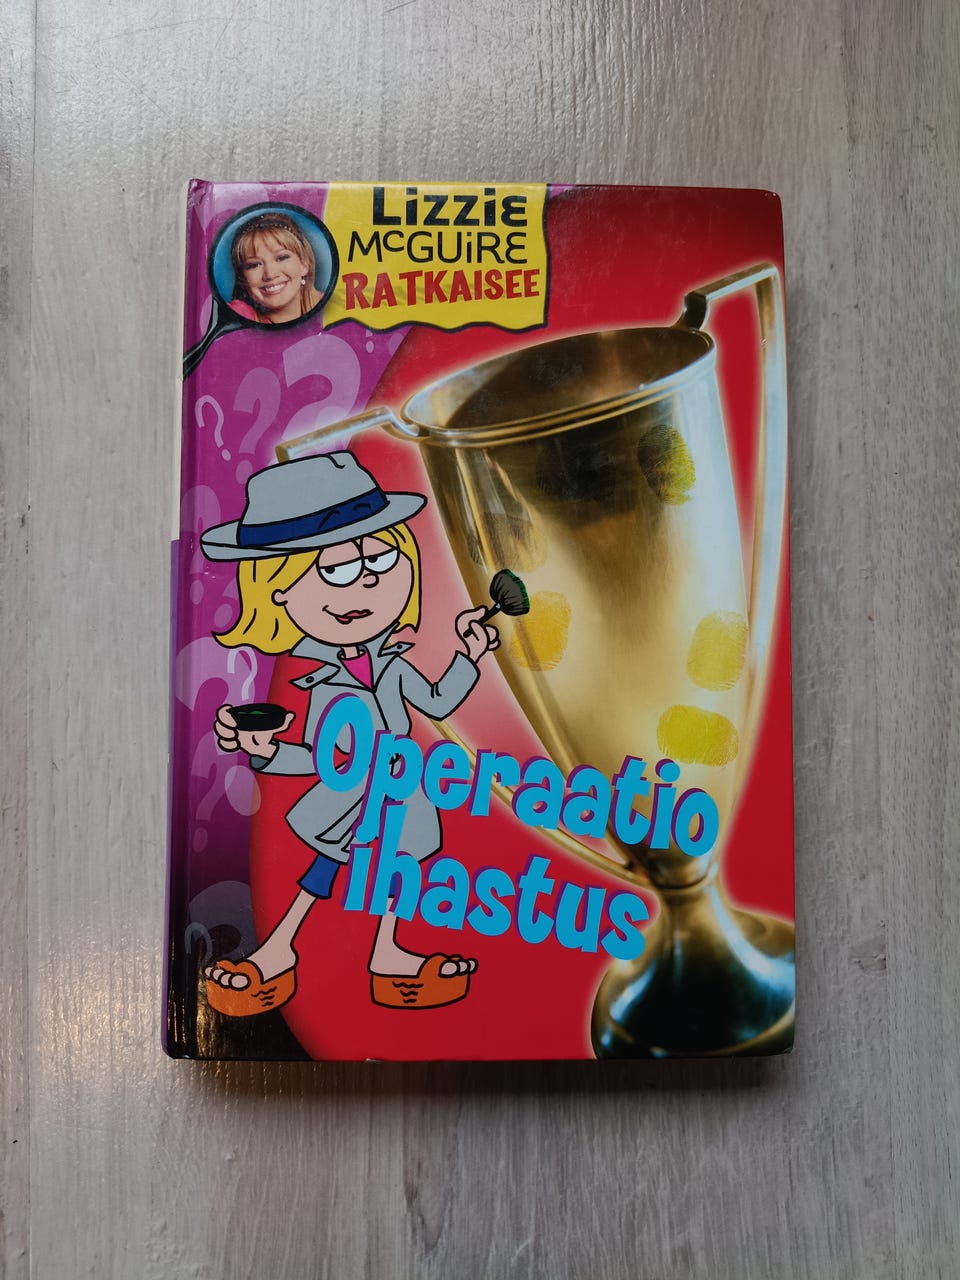 Lizzie
McGuire
RATKAISEE
Operaatio
ihastus